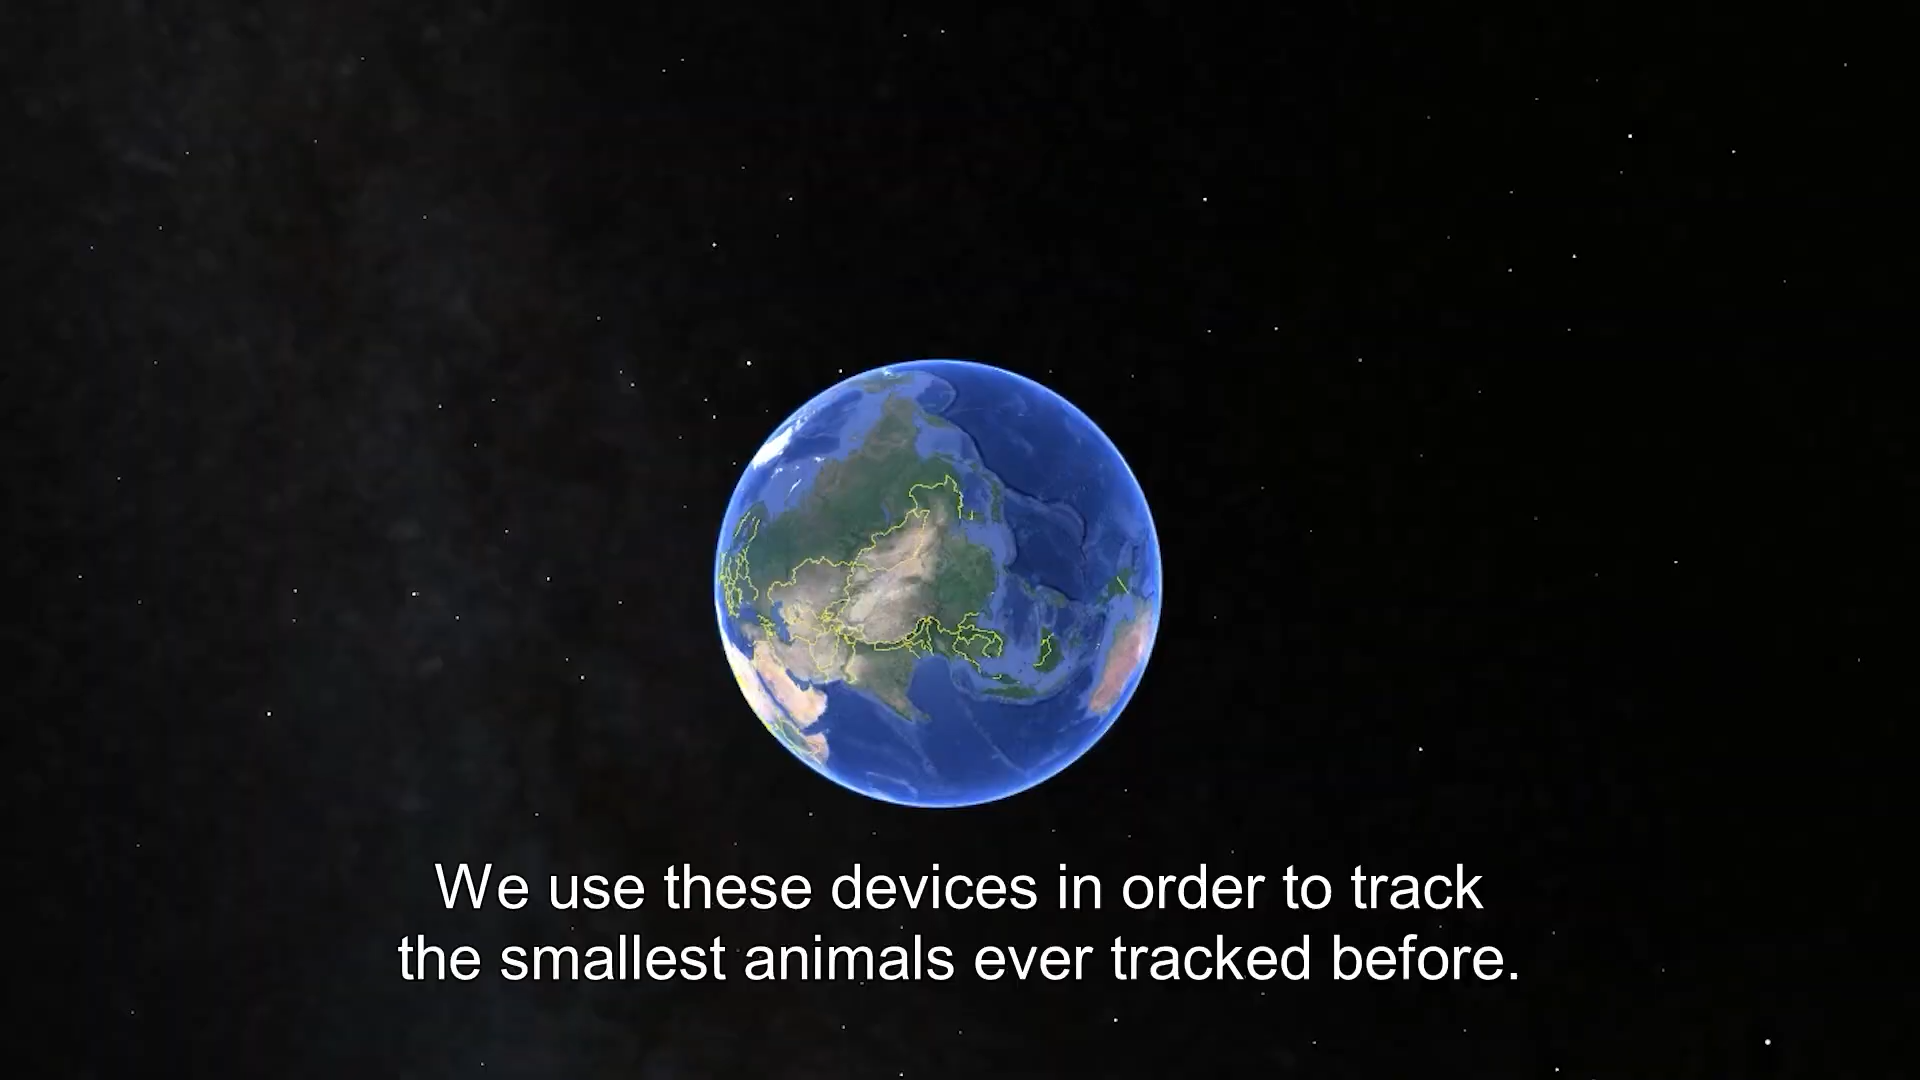 We use these devices in order to track
the smallest animals ever tracked before.